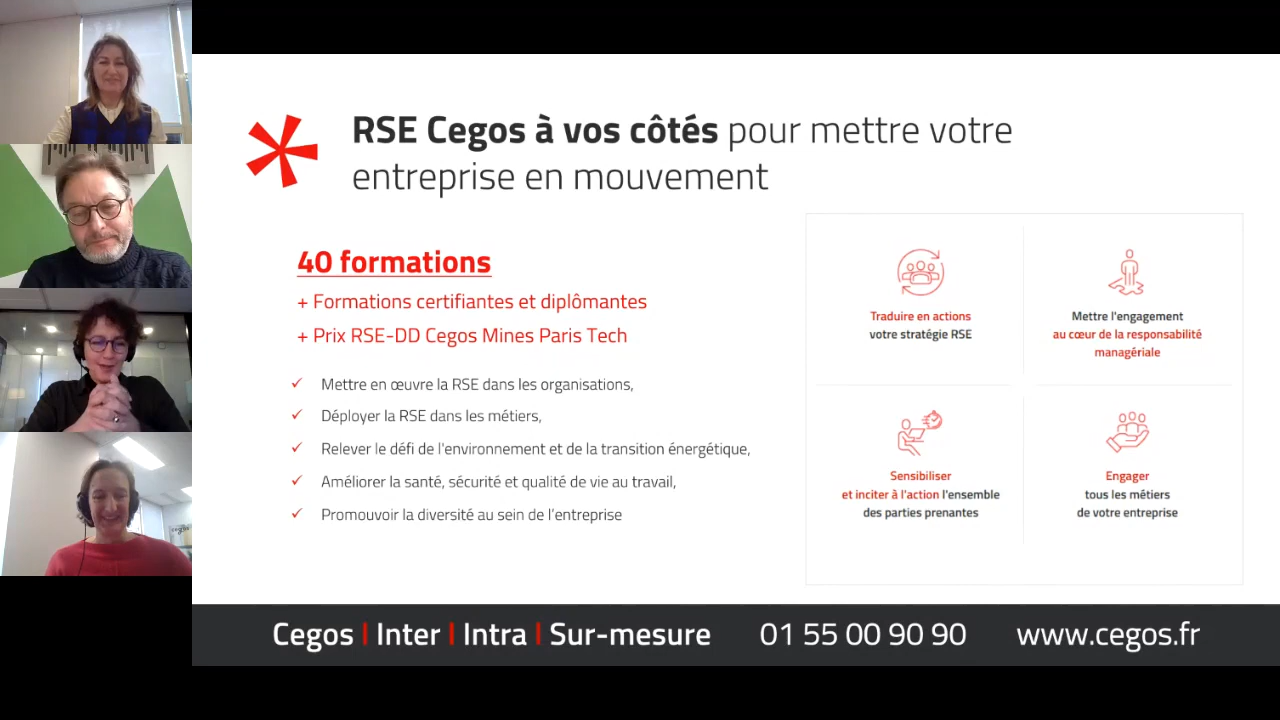 RSE Cegos à vos côtés pour mettre votre
entreprise en mouvement
40 formations
+ Formations certifiantes et diplômantes
+ Prix RSE-DD Cegos Mines Paris Tech
Mettre en œuvre la RSE dans les organisations,
Déployer la RSE dans les métiers,
Relever le défi de l'environnement et de la transition énergétique,
Améliorer la santé, sécurité et qualité de vie au travail,
Promouvoir la diversité au sein de l'entreprise
Traduire en actions
votre stratégie RSE
Mettre l'engagement
au cœur de la responsabilité
managériale
Sensibiliser
et inciter à l'action l'ensemble
des parties prenantes
Engager
tous les métiers
de votre entreprise
cegos
Cegos | Inter | Intra | Sur-mesure 01 55 00 90 90 www.cegos.fr